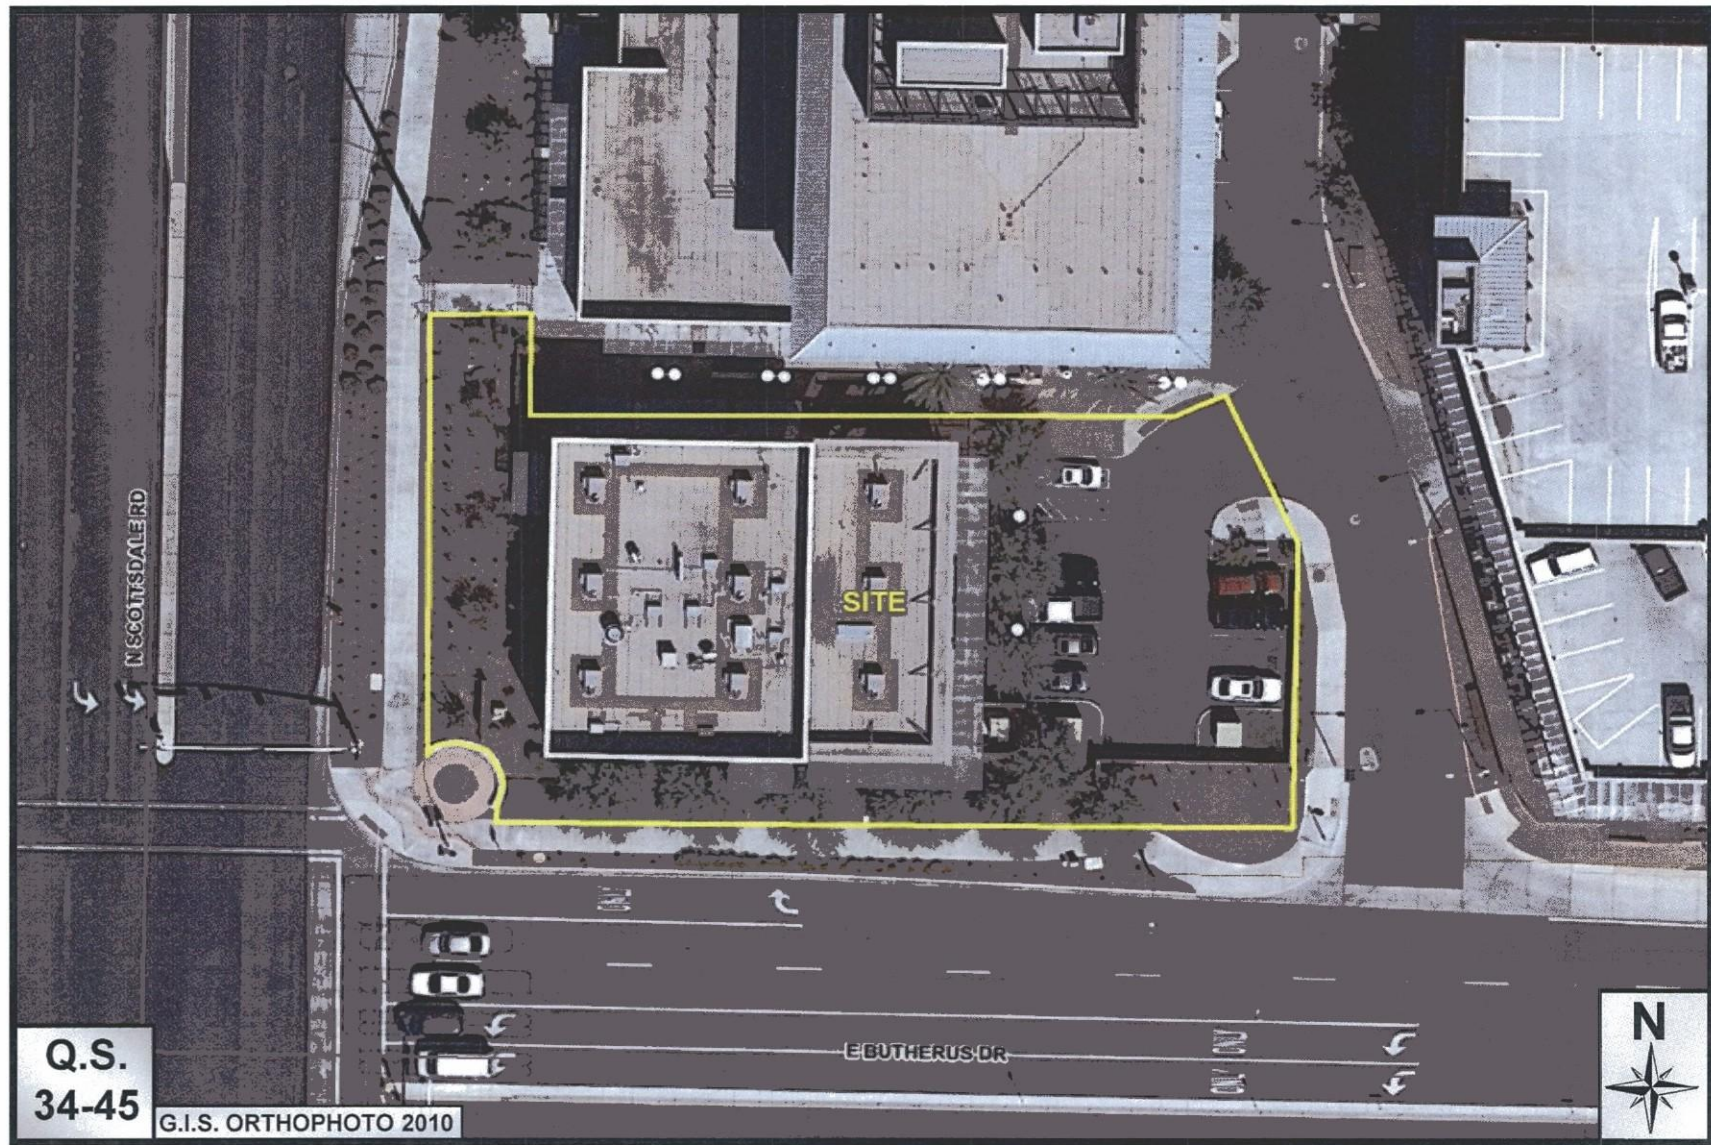 N SCOTTSDALE RD
SITE
ONLY
E BUTHERUS DR
ONLY
ONLY
Q.S.
34-45
G.I.S. ORTHOPHOTO 2010
N